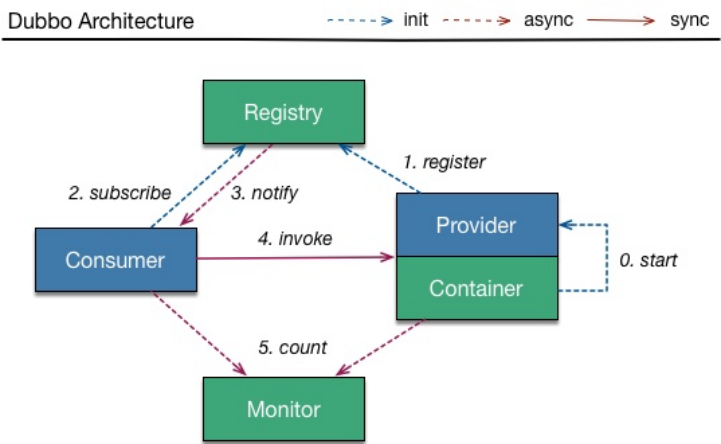 Dubbo Architecture
init
async
sync
Registry
1. register
2. subscribe
3. notify
Provider
4. invoke
Consumer
0. start
Container
5. count
Monitor